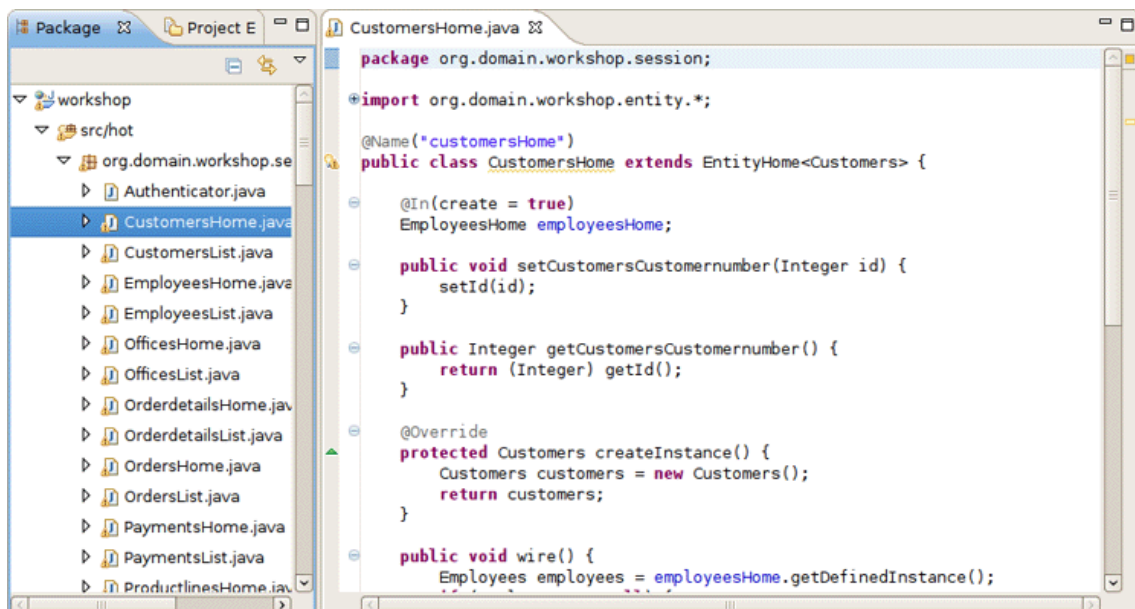 Package
Project E
workshop
src/hot
org.domain.workshop.se
Authenticator.java
CustomersHome.java
CustomersList.java
EmployeesHome.java
EmployeesList.java
OfficesHome.java
OfficesList.java
OrderdetailsHome.jav
OrderdetailsList.java
OrdersHome.java
OrdersList.java
PaymentsHome.java
PaymentsList.java
ProductlinesHome.jav
CustomersHome.java
package org.domain.workshop.session;
import org.domain.workshop.entity.*;
@Name("customersHome")
public class CustomersHome extends EntityHome<Customers> {
@In(create = true)
EmployeesHome employeesHome;
public void setCustomersCustomernumber(Integer id) {
setId(id);
}
public Integer getCustomersCustomernumber() {
return (Integer) getId();
}
@Override
protected Customers createInstance() {
Customers customers = new Customers();
return customers;
}
public void wire() {
Employees employees = employeesHome.getDefinedInstance();